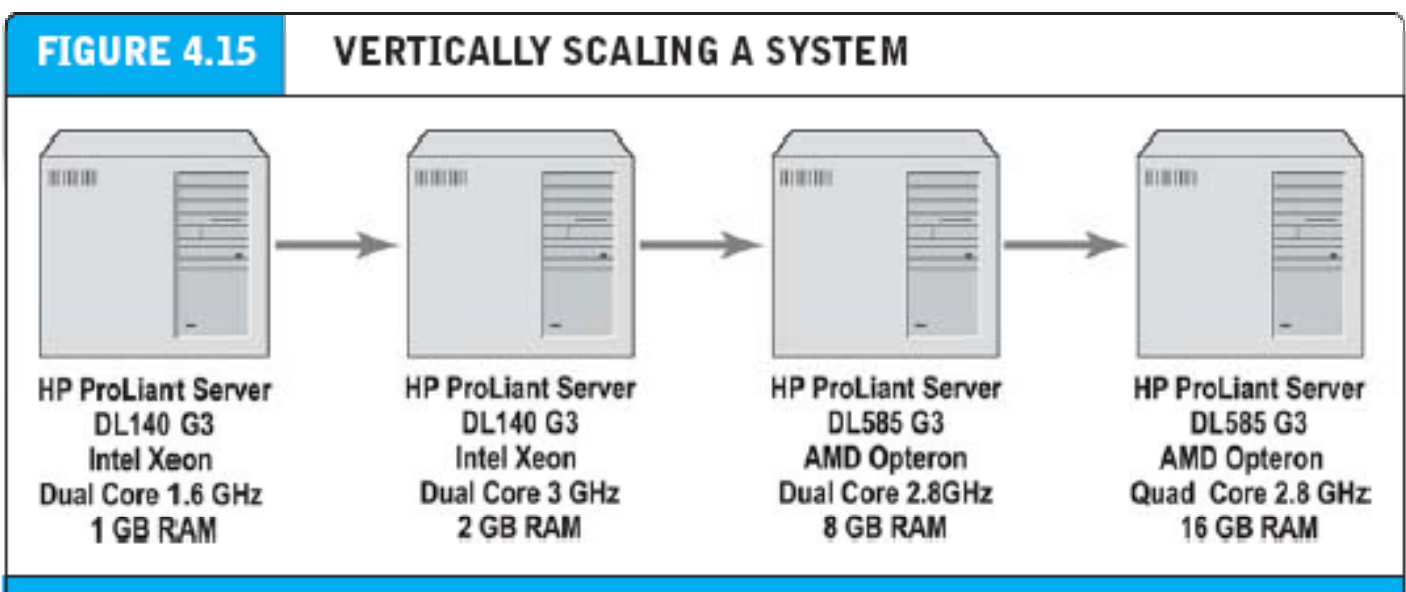 FIGURE 4.15
VERTICALLY SCALING A SYSTEM
HP ProLiant Server
DL140 G3
Intel Xeon
Dual Core 1.6 GHz
1 GB RAM
HP ProLiant Server
DL140 G3
Intel Xeon
Dual Core 3 GHz
2 GB RAM
HP ProLiant Server
DL585 G3
AMD Opteron
Dual Core 2.8GHz
8 GB RAM
HP ProLiant Server
DL585 G3
AMD Opteron
Quad Core 2.8 GHz
16 GB RAM